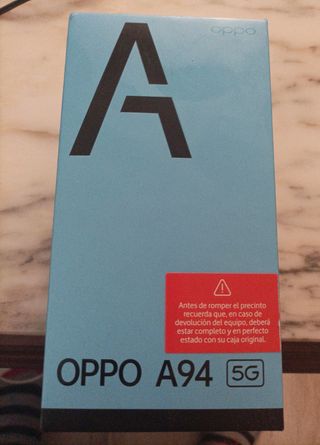 oppo
A
Antes de romper el precinto
recuerda que, en caso de
devolución del equipo, deberá
estar completo y en perfecto
estado con su caja original.
OPPO A94 5G